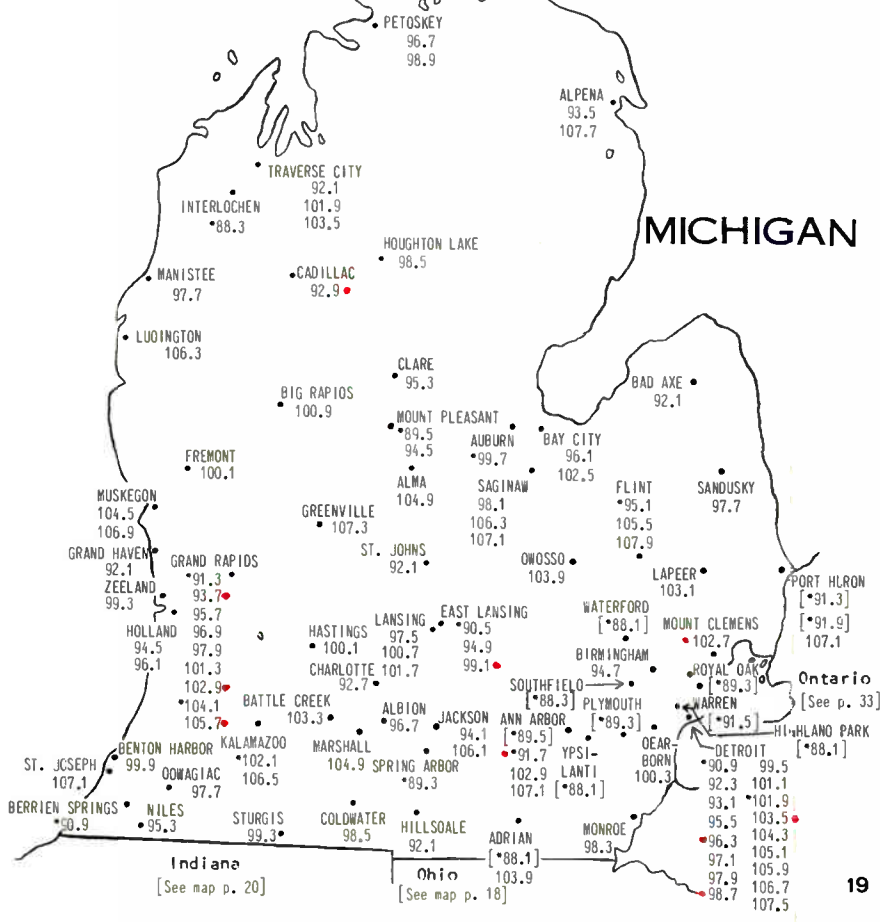 PETOSKEY
96.7
98.9
ALPENA
93.5
107.7
TRAVERSE CITY
92.1
101.9
103.5
INTERLOCHEN
*88.3
MICHIGAN
HOUGHTON LAKE
98.5
MANISTEE
97.7
CADILLAC
92.9
LUDINGTON
106.3
CLARE
95.3
BIG RAPIDS
100.9
BAD AXE
92.1
MOUNT PLEASANT
*89.5
94.5
AUBURN
*99.7
BAY CITY
96.1
102.5
FREMONT
100.1
ALMA
104.9
SAGINAW
98.1
106.3
107.1
FLINT
*95.1
105.5
107.9
SANDUSKY
97.7
MUSKEGON
104.5
106.9
GREENVILLE
107.3
GRAND HAVEN
92.1
GRAND RAPIDS
*91.3
93.7
95.7
96.9
97.9
101.3
102.9
*104.1
105.7
ST. JOHNS
92.1
OWOSSO
103.9
LAPEER
103.1
PORT HURON
[*91.3]
[*91.9]
107.1
ZEELAND
99.3
HOLLAND
94.5
96.1
HASTINGS
100.1
LANSING
97.5
100.7
101.7
EAST LANSING
*90.5
94.9
99.1
WATERFORD
[*88.1]
MOUNT CLEMENS
102.7
BIRMINGHAM
94.7
ROYAL OAK
[*89.3]
Ontario
[See p. 33]
CHARLOTTE
92.7
SOUTHFIELD
[*88.3]
WARREN
[*91.5]
BATTLE CREEK
103.3
ALBION
96.7
JACKSON
94.1
106.1
ANN ARBOR
[*89.5]
*91.7
102.9
107.1
PLYMOUTH
[*89.3]
HIGHLAND PARK
[*88.1]
BENTON HARBOR
99.9
KALAMAZOO
*102.1
106.5
MARSHALL
104.9
SPRING ARBOR
*89.3
YPSI-
LANTI
[*88.1]
DEAR-
BORN
100.3
DETROIT
*90.9 99.5
92.3 101.1
93.1 *101.9
95.5 103.5
96.3 104.3
97.1 105.1
97.9 105.9
98.7 106.7
107.5
ST. JOSEPH
107.1
DOWAGIAC
97.7
BERRIEN SPRINGS
*90.9
NILES
95.3
STURGIS
99.3
COLDWATER
98.5
HILLSDALE
92.1
ADRIAN
[*88.1]
103.9
MONROE
98.3
Indiana
[See map p. 20]
Ohio
[See map p. 18]
19